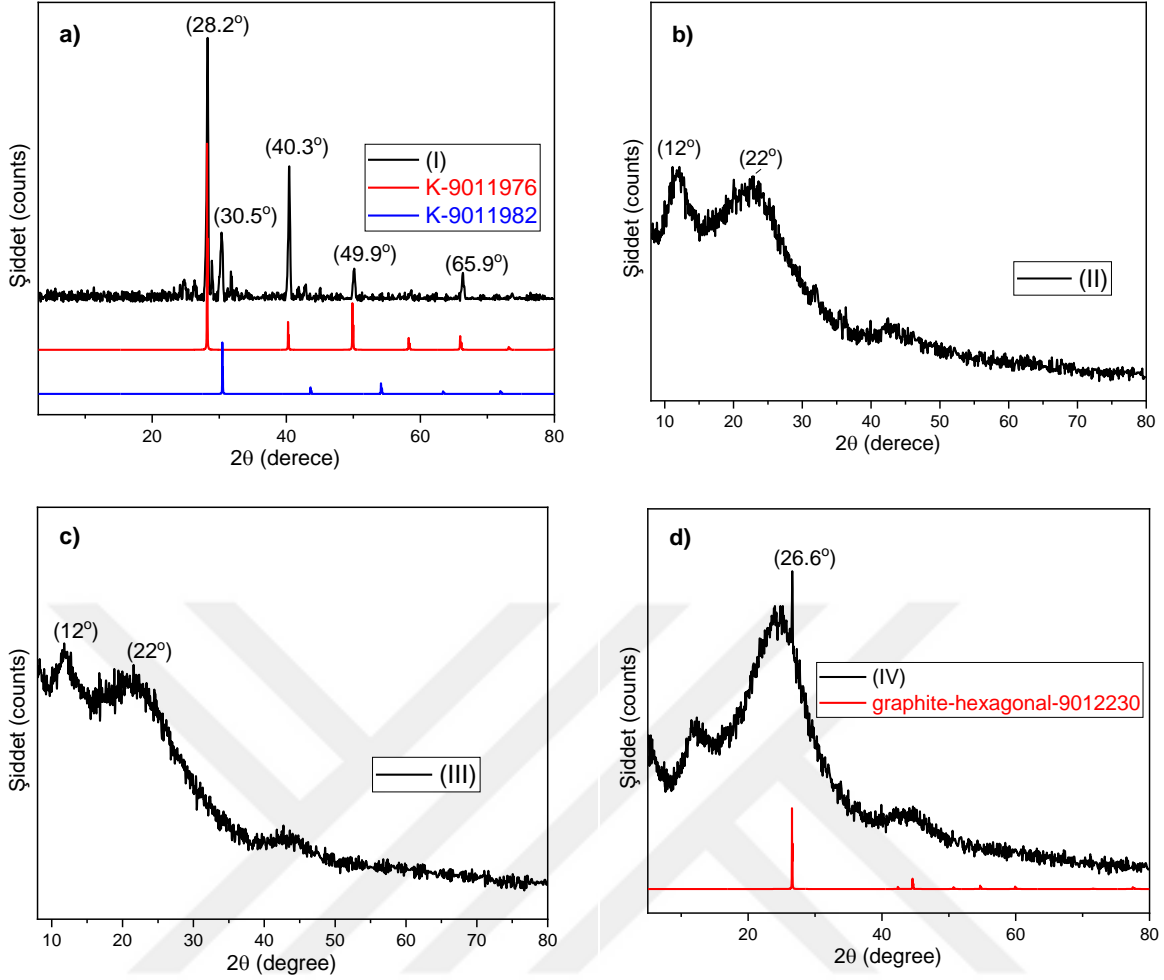 a)
(28.2°)
(30.5°)
(40.3°)
(49.9°)
(65.9°)
(I)
K-9011976
K-9011982
Şiddet (counts)
20 40 60 80
2θ (derece)
b)
(12°)
(22°)
(II)
Şiddet (counts)
10 20 30 40 50 60 70 80
2θ (derece)
c)
(12°)
(22°)
(III)
Şiddet (counts)
10 20 30 40 50 60 70 80
2θ (degree)
d)
(26.6°)
(IV)
graphite-hexagonal-9012230
Şiddet (counts)
20 40 60 80
2θ (degree)